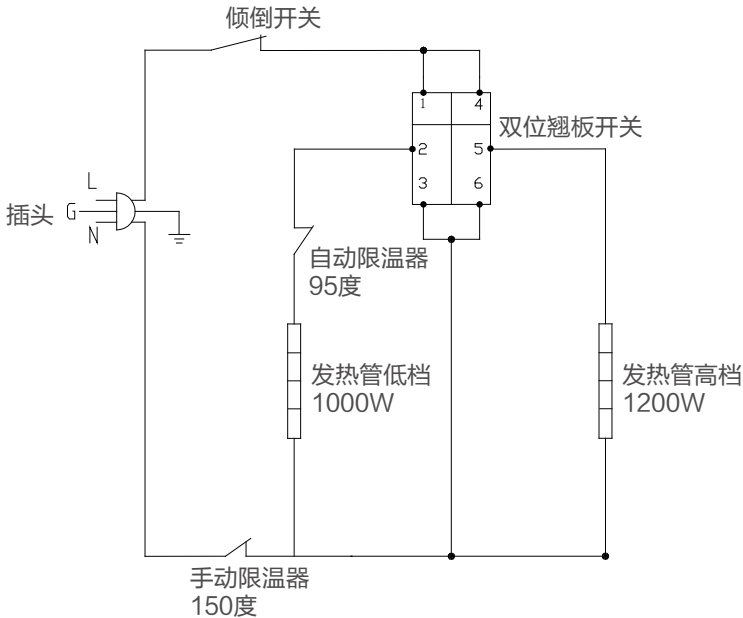 倾倒开关
1 4
双位翘板开关
2 5
3 6
L
插头 G
N
自动限温器
95度
发热管低档
1000W
发热管高档
1200W
手动限温器
150度